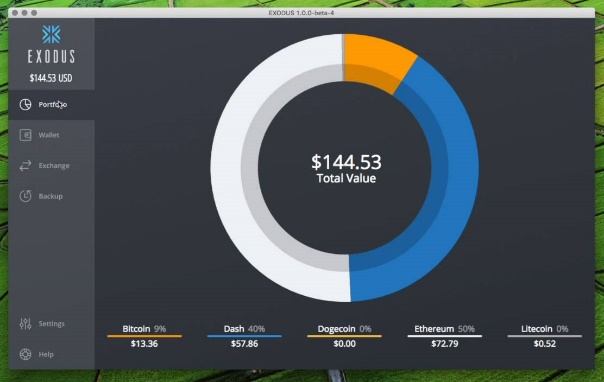 EXODUS 1.0.0-beta-4
EXODUS
$144.53 USD
Portfolio
Wallet
Exchange
Backup
Settings
Help
$144.53
Total Value
Bitcoin 9%
$13.36
Dash 40%
$57.86
Dogecoin 0%
$0.00
Ethereum 50%
$72.79
Litecoin 0%
$0.52